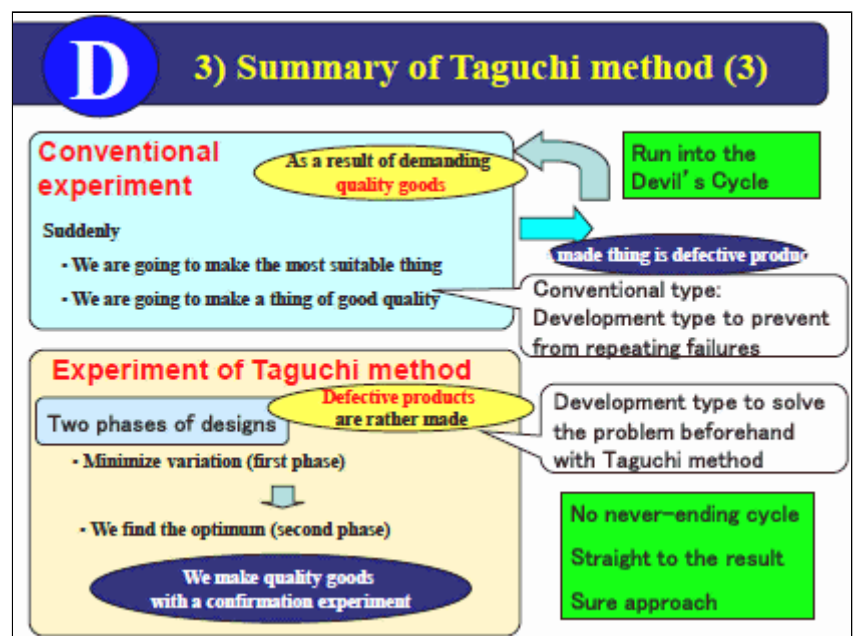 D
3) Summary of Taguchi method (3)
Conventional
experiment
As a result of demanding
quality goods
Run into the
Devil's Cycle
Suddenly
· We are going to make the most suitable thing
· We are going to make a thing of good quality
made thing is defective
Conventional type:
Development type to prevent
from repeating failures
Experiment of Taguchi method
Defective products
are rather made
Two phases of designs
Development type to solve
the problem beforehand
with Taguchi method
· Minimize variation (first phase)
· We find the optimum (second phase)
We make quality goods
with a confirmation experiment
No never-ending cycle
Straight to the result
Sure approach